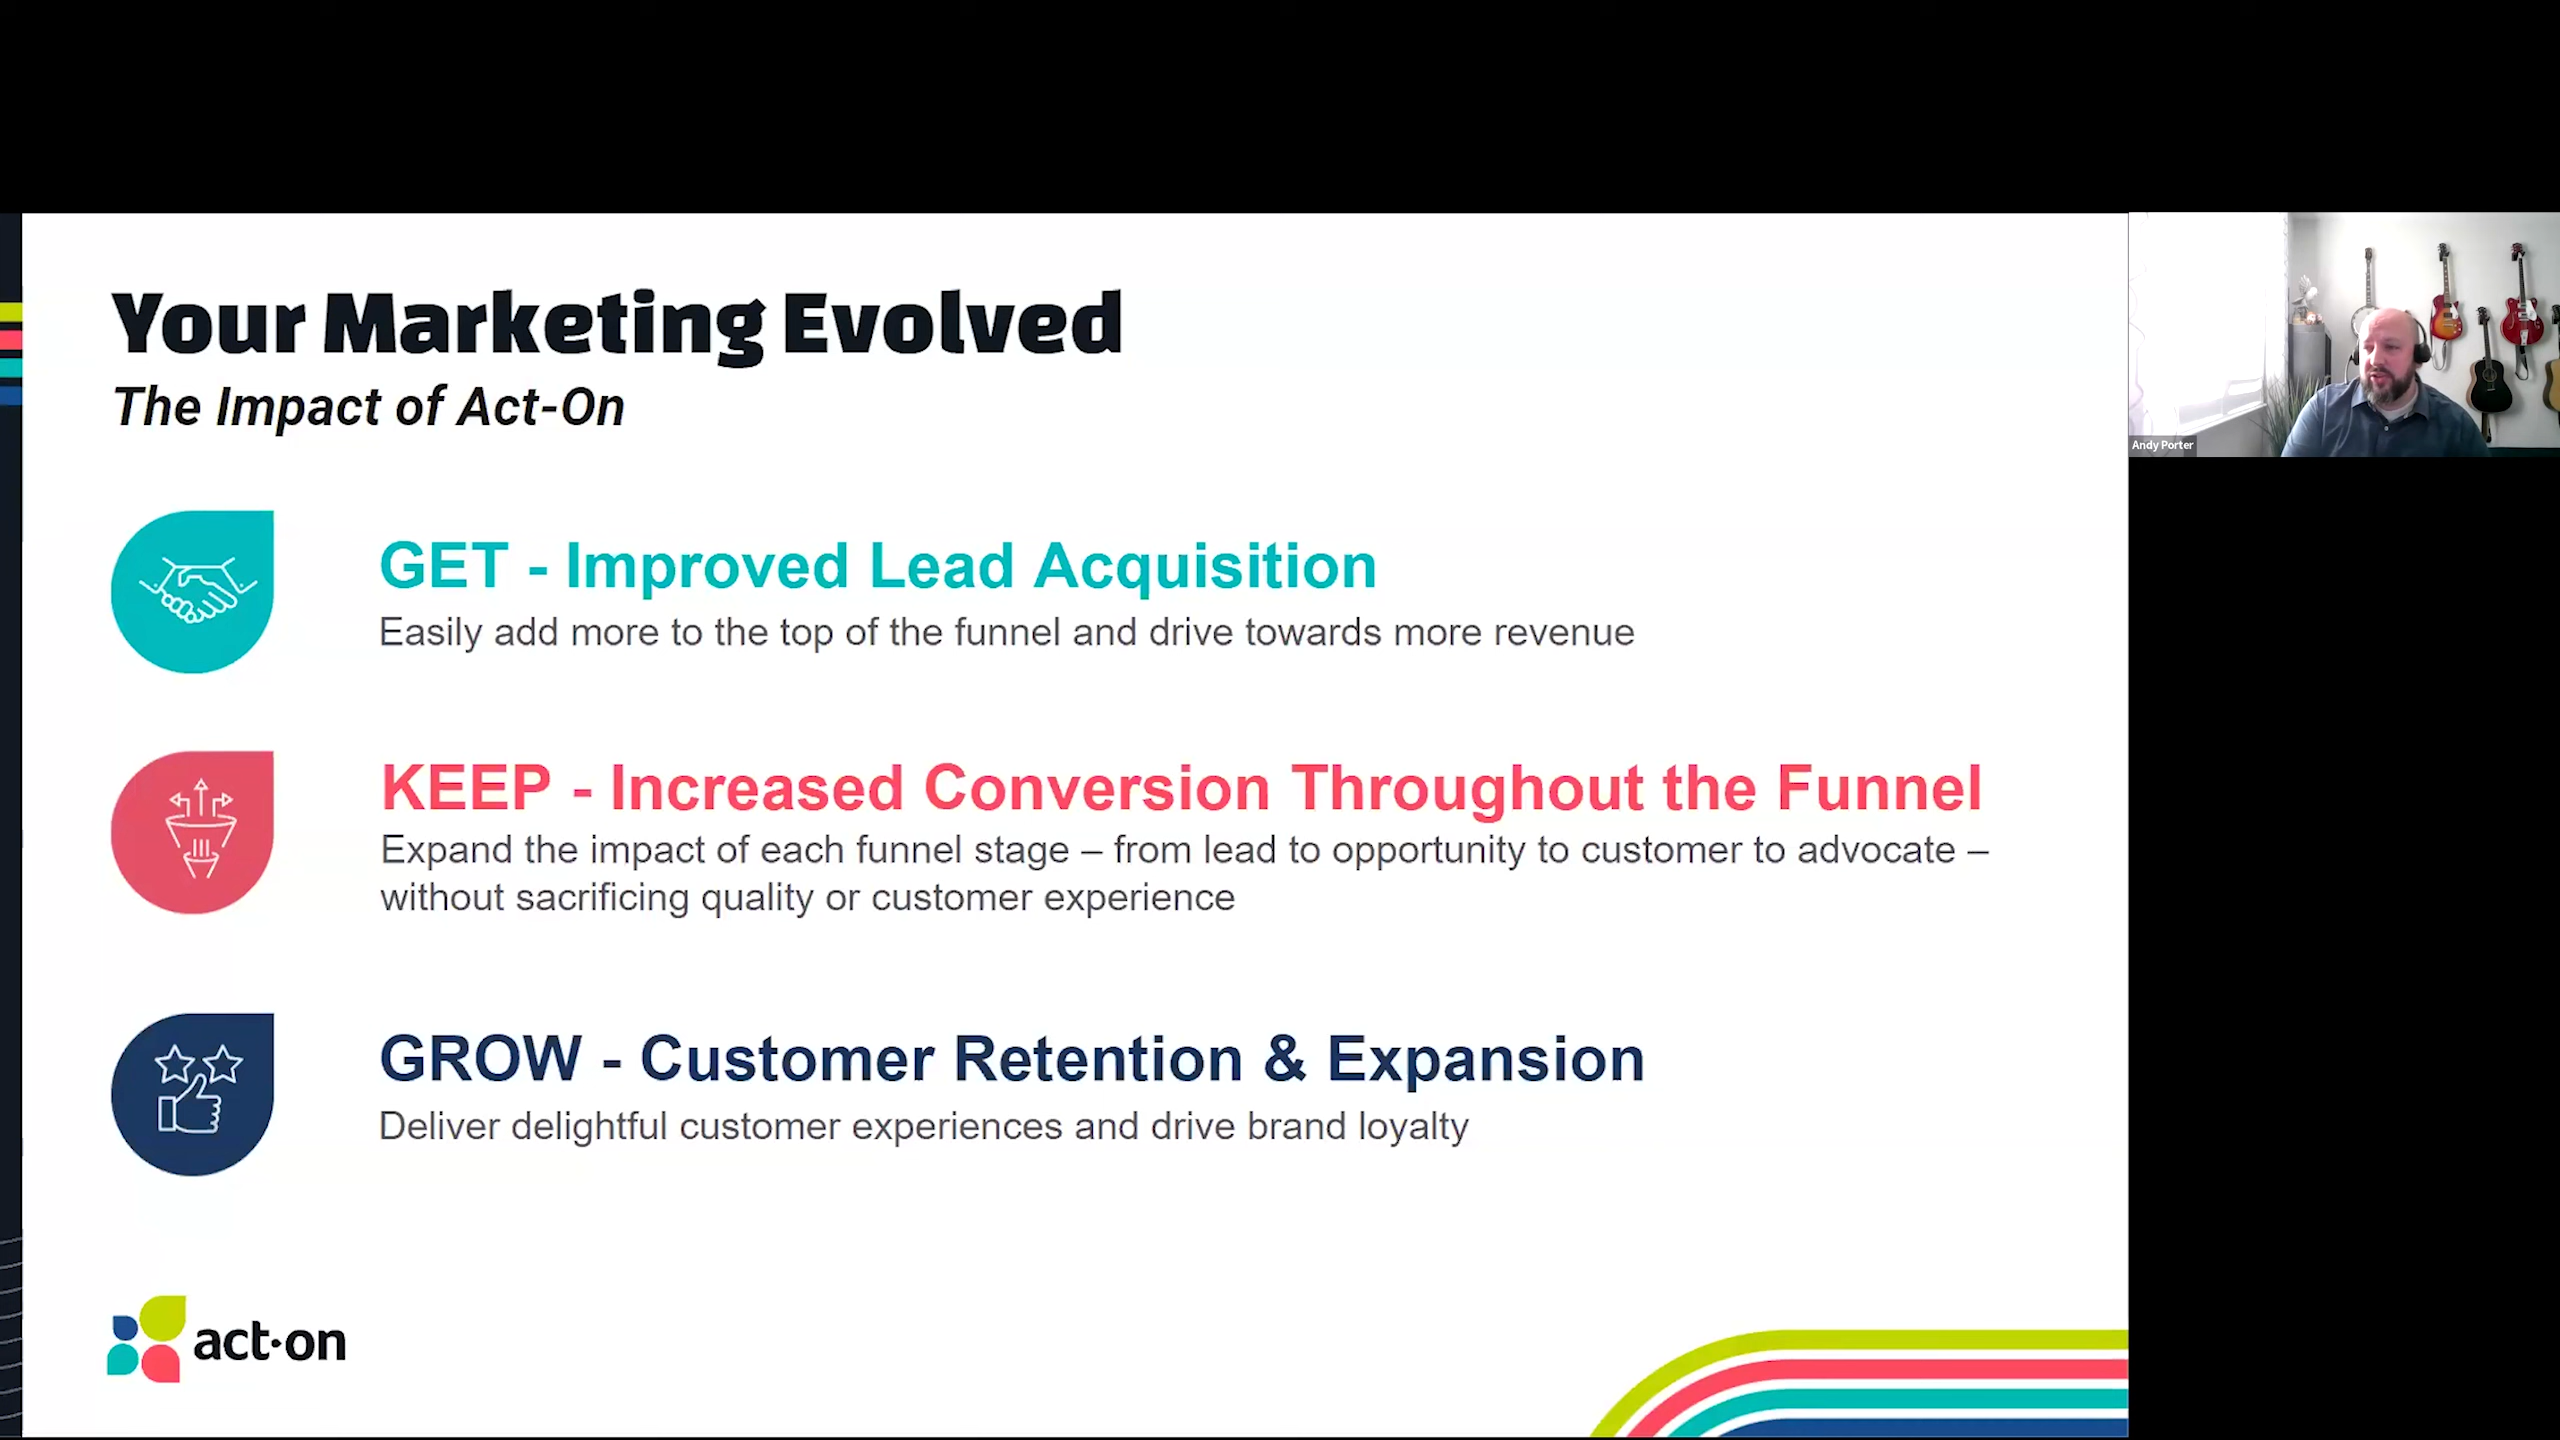 Your Marketing Evolved
The Impact of Act-On
GET - Improved Lead Acquisition
Easily add more to the top of the funnel and drive towards more revenue
KEEP - Increased Conversion Throughout the Funnel
Expand the impact of each funnel stage – from lead to opportunity to customer to advocate –
without sacrificing quality or customer experience
GROW - Customer Retention & Expansion
Deliver delightful customer experiences and drive brand loyalty
act·on
Andy Porter